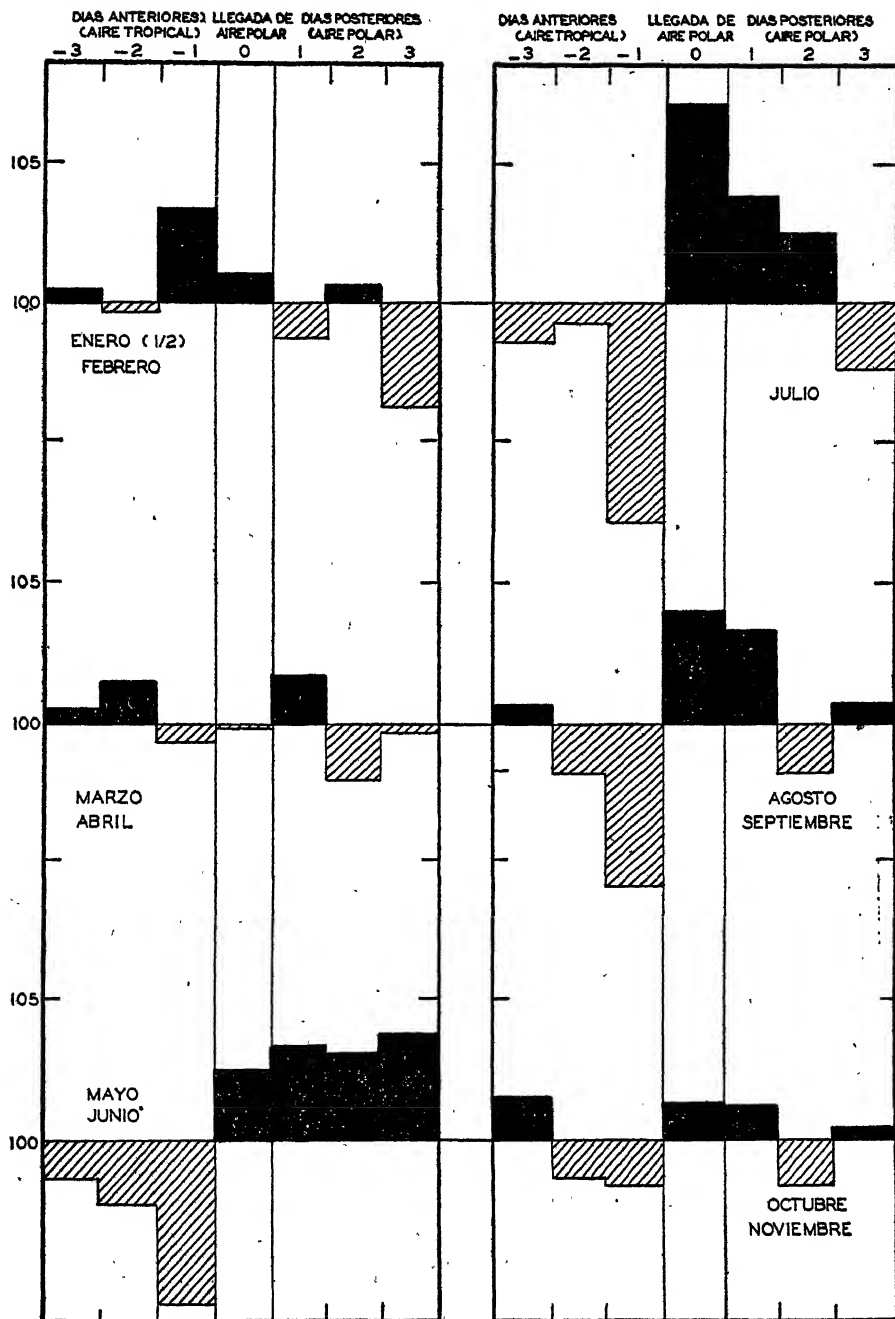 DIAS ANTERIORES) LLEGADA DE DIAS POSTERIORES
(AIRE TROPICAL) AIRE POLAR (AIRE POLAR)
-3 -2 -1 0 1 2 3
DIAS ANTERIORES LLEGADA DE DIAS POSTERIORES
(AIRE TROPICAL) AIRE POLAR (AIRE POLAR)
-3 -2 -1 0 1 2 3
105
100
ENERO (1/2)
FEBRERO
JULIO
105
100
MARZO
ABRIL
AGOSTO
SEPTIEMBRE
105
MAYO
JUNIO
100
OCTUBRE
NOVIEMBRE